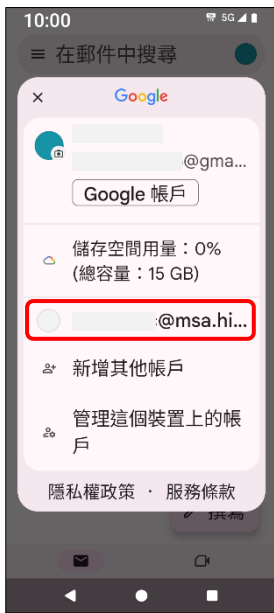 10:00 5G
在郵件中搜尋
Google
@gma...
Google 帳戶
儲存空間用量：0%
(總容量：15 GB)
@msa.hi...
新增其他帳戶
管理這個裝置上的帳
戶
隱私權政策 · 服務條款
撰寫